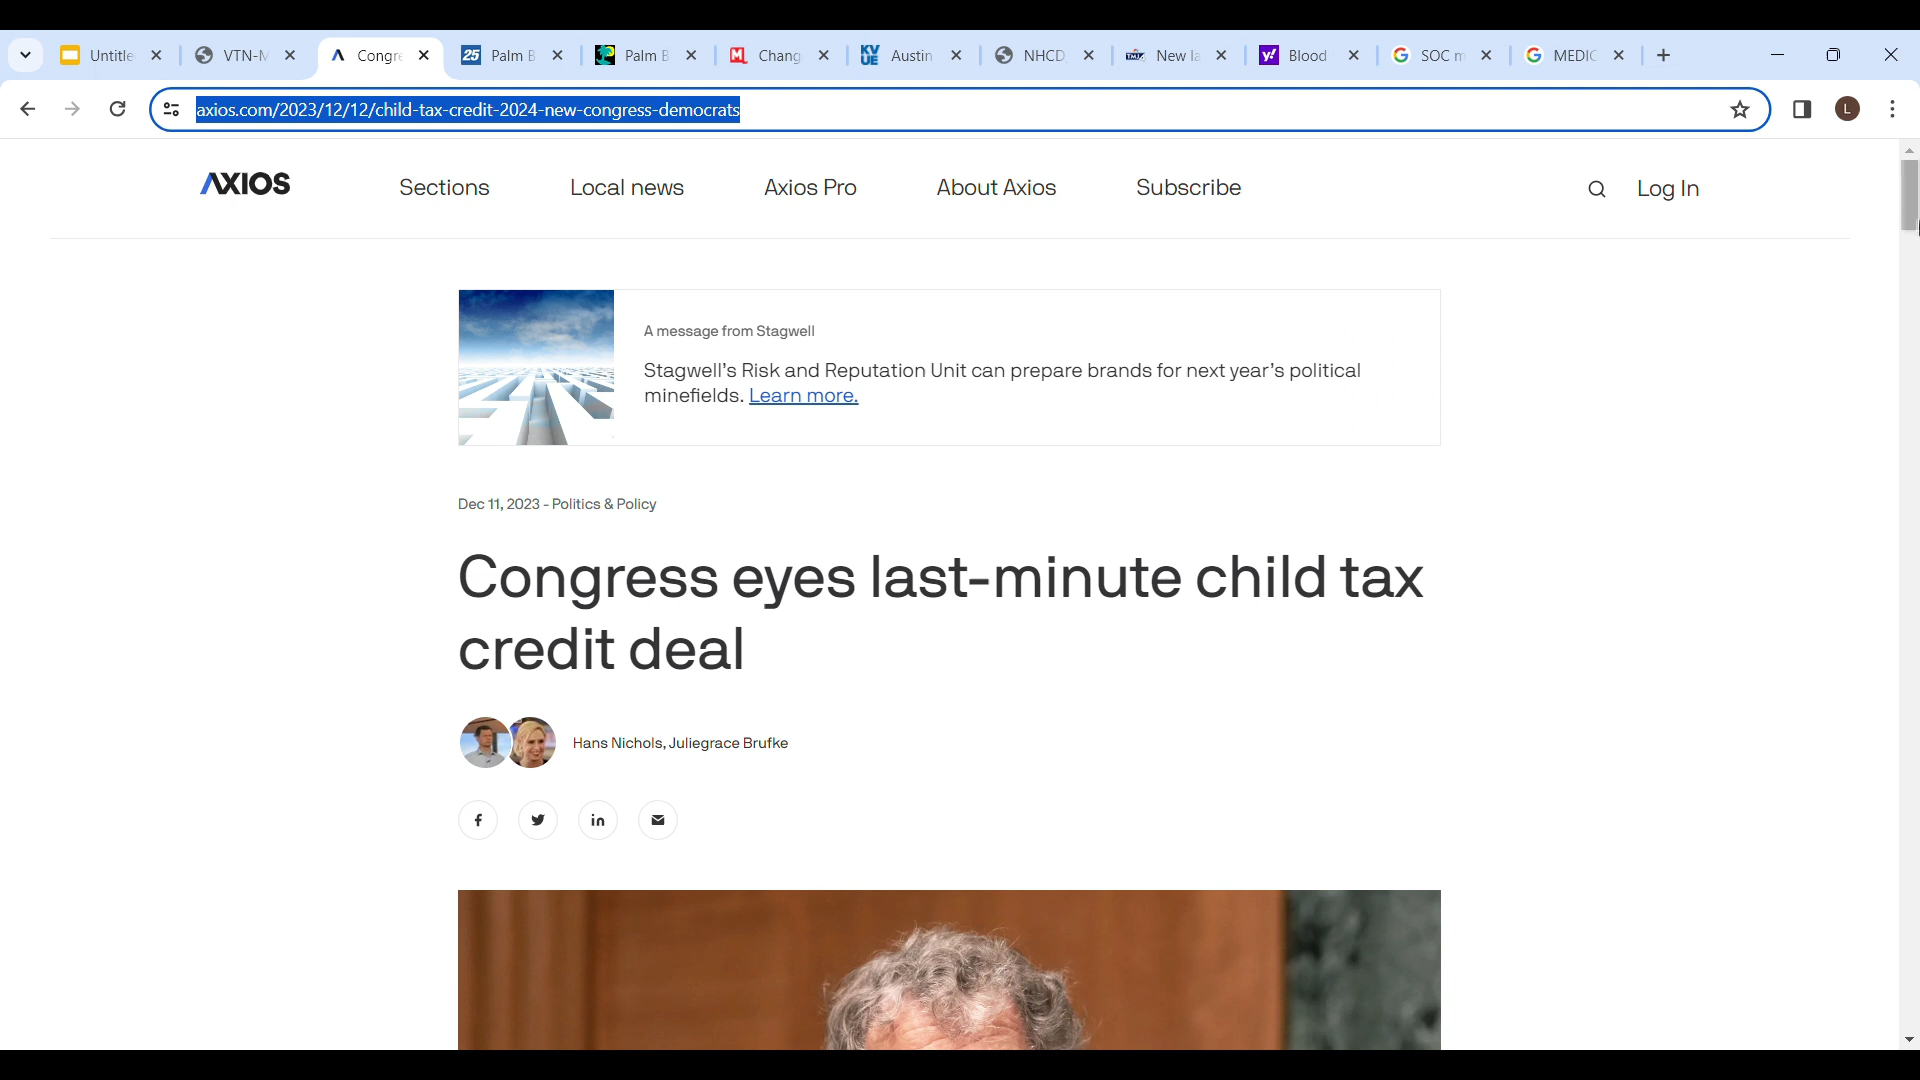 Untitle
VTN-M
Congre
25 Palm B
Palm B
Chang
KVUE Austin
NHCD
New la
Blood
SOC m
MEDIC
axios.com/2023/12/12/child-tax-credit-2024-new-congress-democrats
L
AXIOS
Sections
Local news
Axios Pro
About Axios
Subscribe
Log In
A message from Stagwell
Stagwell's Risk and Reputation Unit can prepare brands for next year's political
minefields. Learn more.
Dec 11, 2023 - Politics & Policy
Congress eyes last-minute child tax
credit deal
Hans Nichols, Juliegrace Brufke